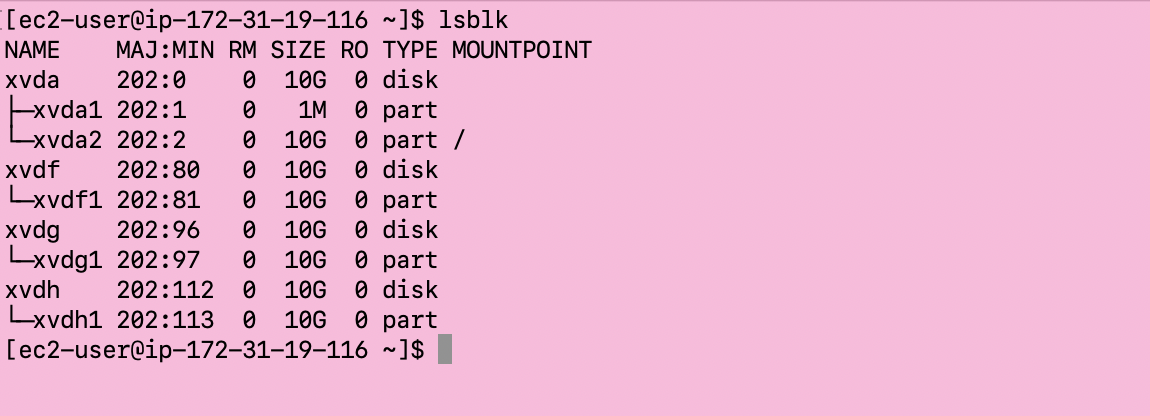 [ec2-user@ip-172-31-19-116 ~]$ lsblk
NAME    MAJ:MIN RM SIZE RO TYPE MOUNTPOINT
xvda    202:0    0  10G  0 disk
├─xvda1 202:1    0   1M  0 part
└─xvda2 202:2    0  10G  0 part /
xvdf    202:80   0  10G  0 disk
└─xvdf1 202:81   0  10G  0 part
xvdg    202:96   0  10G  0 disk
└─xvdg1 202:97   0  10G  0 part
xvdh    202:112  0  10G  0 disk
└─xvdh1 202:113  0  10G  0 part
[ec2-user@ip-172-31-19-116 ~]$